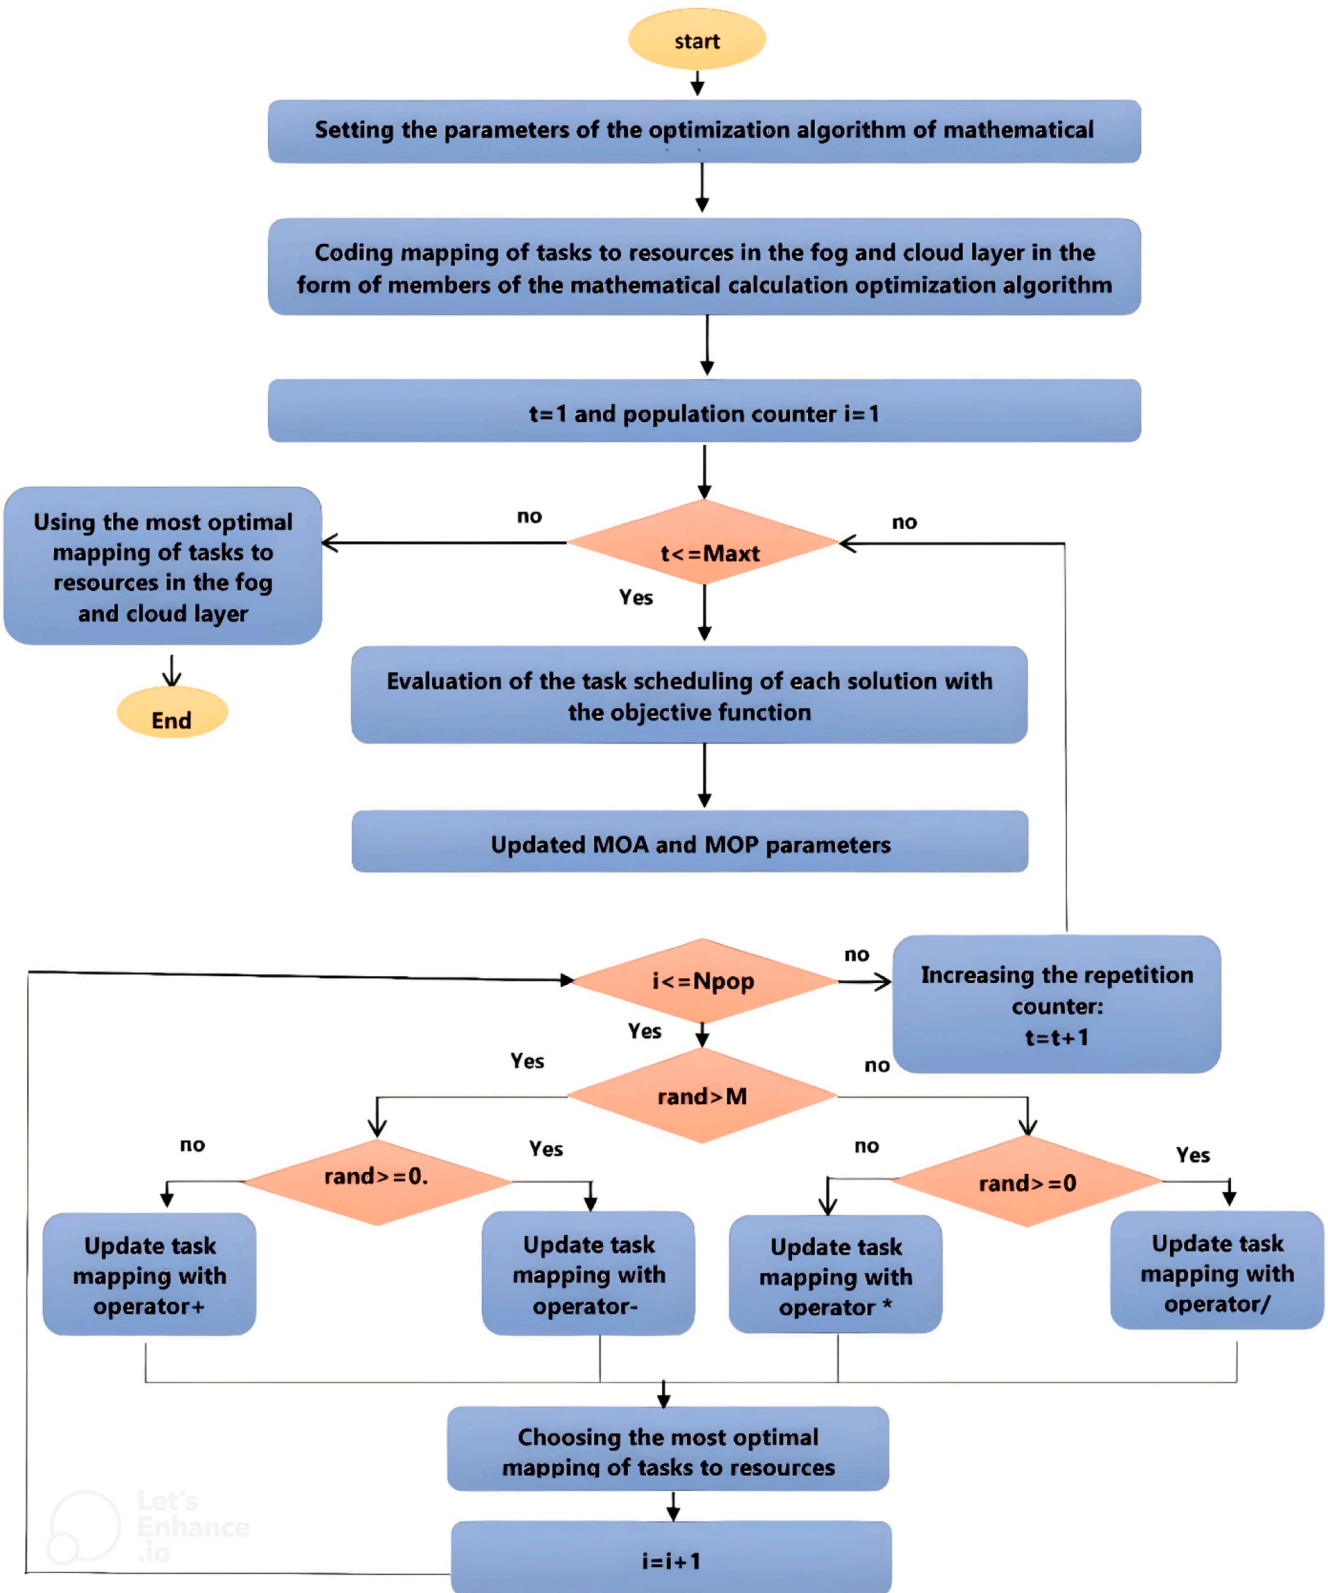 start
Setting the parameters of the optimization algorithm of mathematical
Coding mapping of tasks to resources in the fog and cloud layer in the
form of members of the mathematical calculation optimization algorithm
t=1 and population counter i=1
Using the most optimal
mapping of tasks to
resources in the fog
and cloud layer
no
t<=Maxt
no
Yes
End
Evaluation of the task scheduling of each solution with
the objective function
Updated MOA and MOP parameters
i<=Npop
no
Increasing the repetition
counter:
t=t+1
Yes
Yes
rand>M
no
no
rand>=0.
Yes
no
rand>=0
Yes
Update task
mapping with
operator+
Update task
mapping with
operator-
Update task
mapping with
operator *
Update task
mapping with
operator/
Choosing the most optimal
mapping of tasks to resources
i=i+1
Let's
Enhance
.io